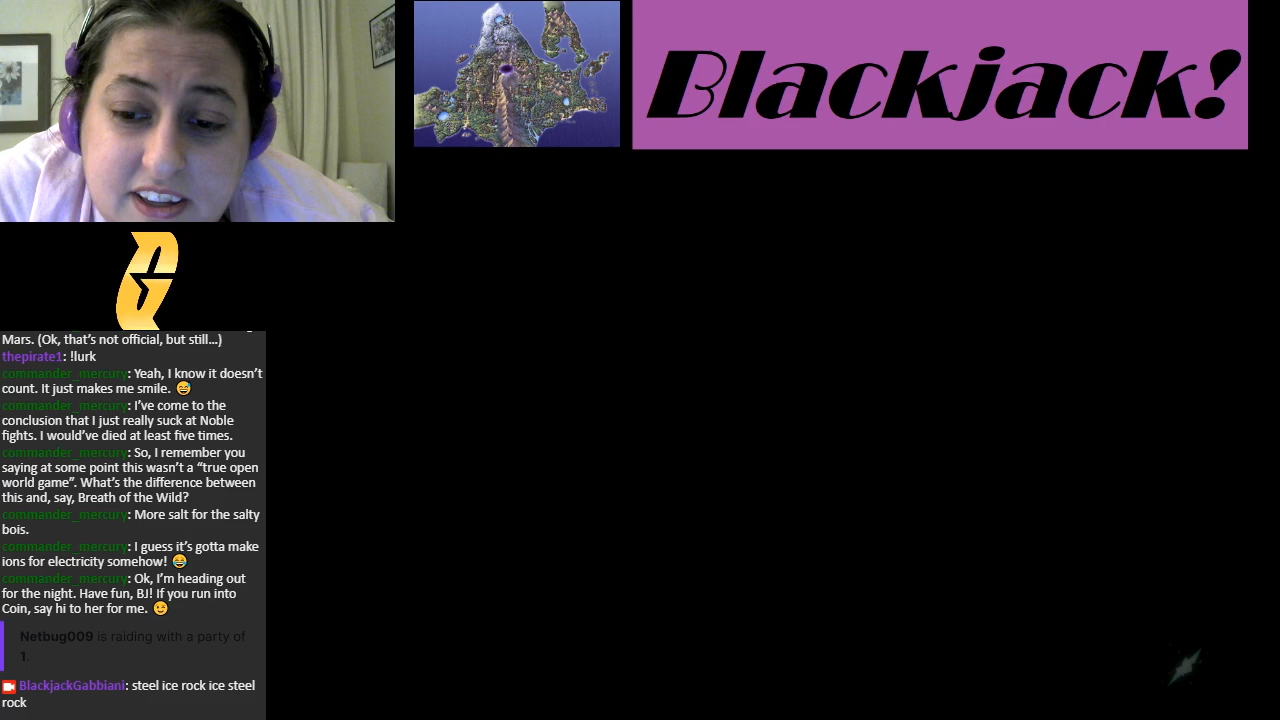 Blackjack!
Mars. (Ok, that's not official, but still...)
thepirate1: !lurk
commander_mercury: Yeah, I know it doesn't
count. It just makes me smile. 😅
commander_mercury: I've come to the
conclusion that I just really suck at Noble
fights. I would've died at least five times.
commander_mercury: So, I remember you
saying at some point this wasn't a “true open
world game”. What's the difference between
this and, say, Breath of the Wild?
commander_mercury: More salt for the salty
bois.
commander_mercury: I guess it's gotta make
ions for electricity somehow! 😂
commander_mercury: Ok, I'm heading out
for the night. Have fun, BJ! If you run into
Coin, say hi to her for me. 😉
Netbug009 is raiding with a party of
1.
BlackjackGabbiani: steel ice rock ice steel
rock